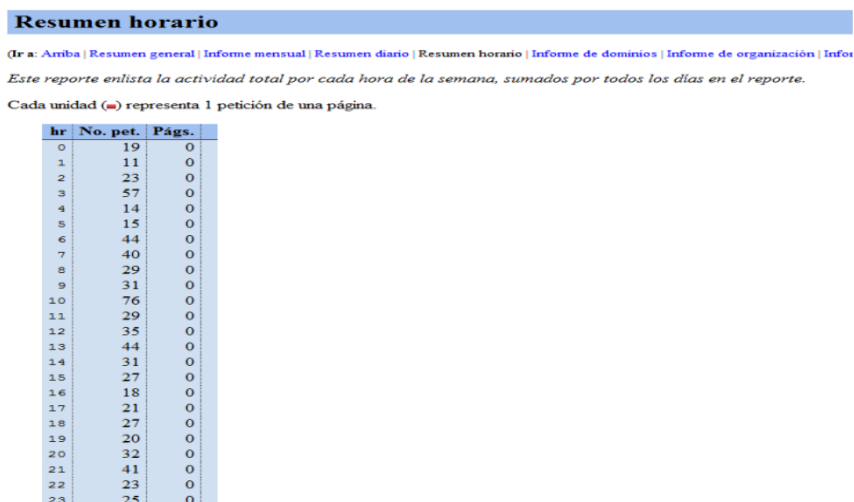 Resumen horario
(Ir a: Arriba | Resumen general | Informe mensual | Resumen diario | Resumen horario | Informe de dominios | Informe de organización | Infor
Este reporte enlista la actividad total por cada hora de la semana, sumados por todos los días en el reporte.
Cada unidad () representa 1 petición de una página.
hr No. pet. Págs.
0 19 0
1 11 0
2 23 0
3 57 0
4 14 0
5 15 0
6 44 0
7 40 0
8 29 0
9 31 0
10 76 0
11 29 0
12 35 0
13 44 0
14 31 0
15 27 0
16 18 0
17 21 0
18 27 0
19 20 0
20 32 0
21 41 0
22 23 0
23 25 0